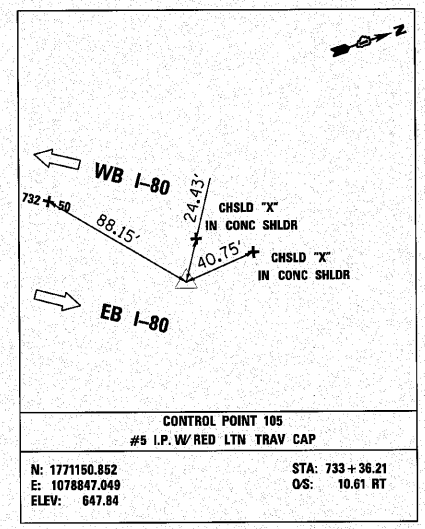 N
WB I-80
732 + 50
88.15'
24.43'
CHSLD "X"
IN CONC SHLDR
40.75'
CHSLD "X"
IN CONC SHLDR
EB I-80
CONTROL POINT 105
#5 I.P. W/ RED LTN TRAV CAP
N: 1771150.852
E: 1078847.049
ELEV: 647.84
STA: 733 + 36.21
O/S: 10.61 RT